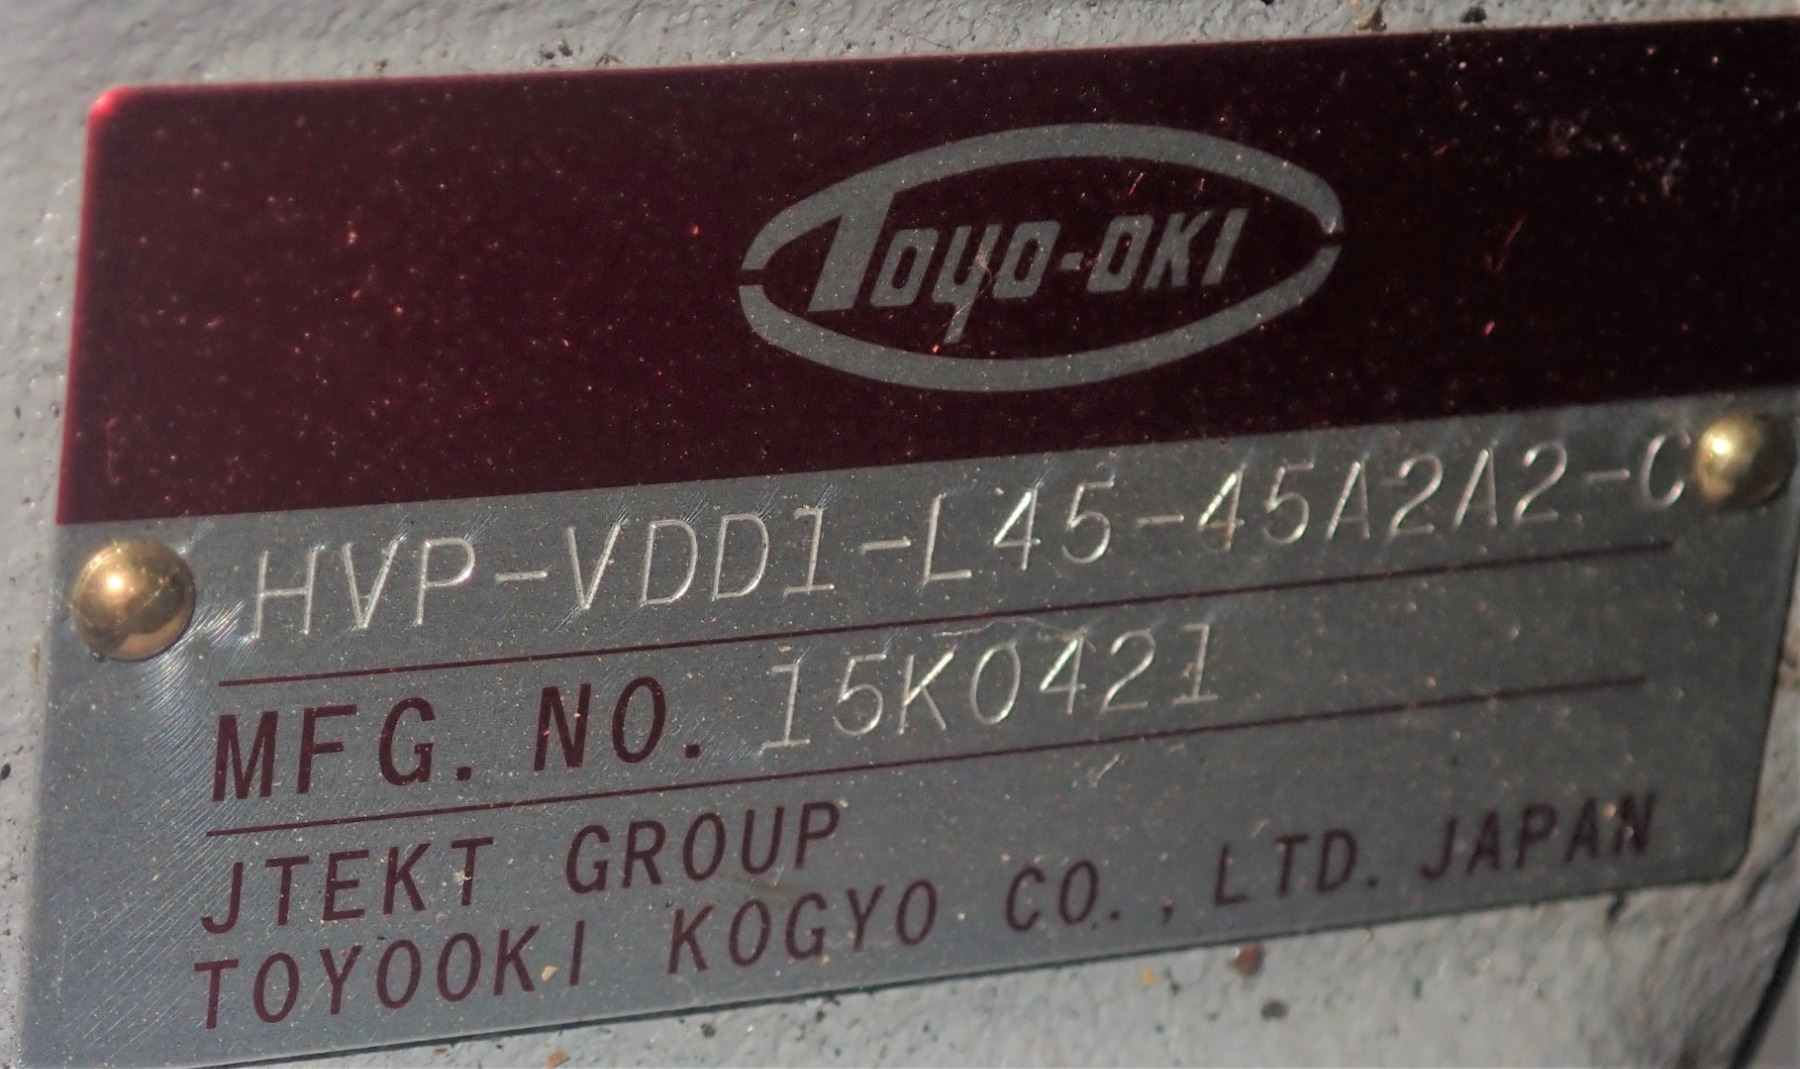 TOYO-OKI
HVP-VDD1-L45-45A2A2-C
MFG. NO. 15K0421
JTEKT GROUP
TOYOOKI KOGYO CO., LTD. JAPAN